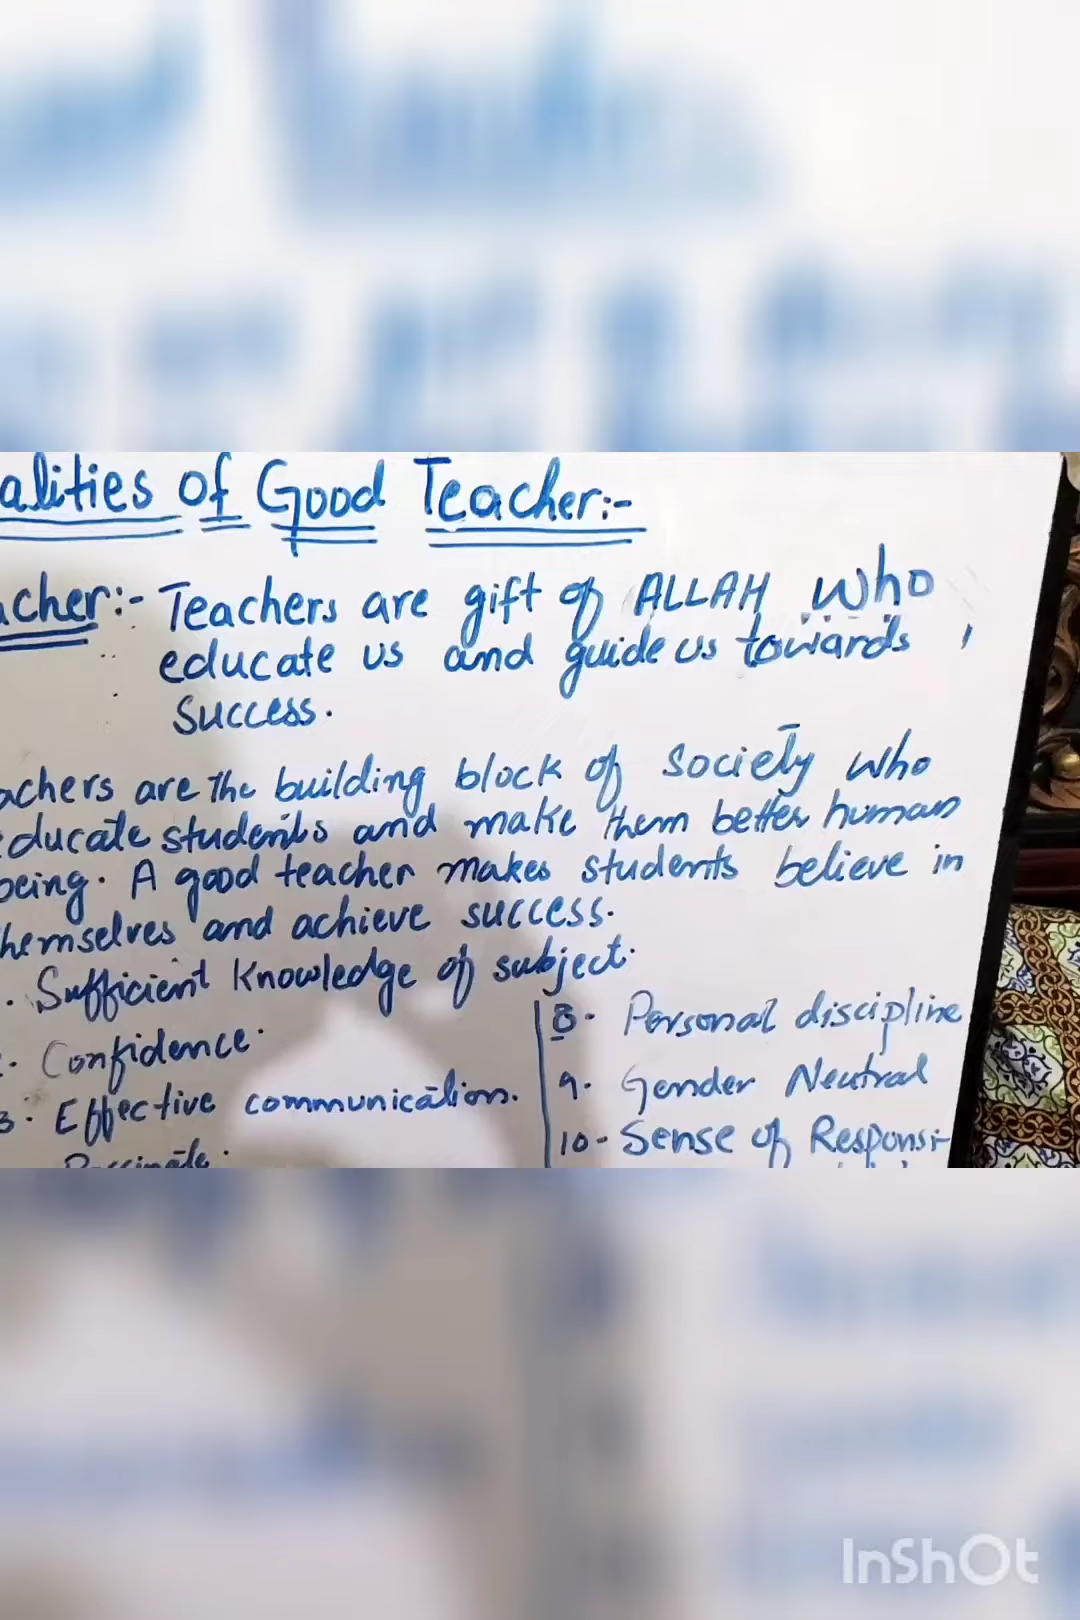 alities of Good Teacher:-
acher:- Teachers are gift of ALLAH who
educate us and guide us towards
success.
achers are the building block of society who
educate students and make them better human
being. A good teacher makes students believe in
hemselves and achieve success.
. Sufficient knowledge of subject.
. Confidence.
3. Effective communication.
8. Personal discipline
9. Gender Neutral
10- Sense of Responsi-
InShOt